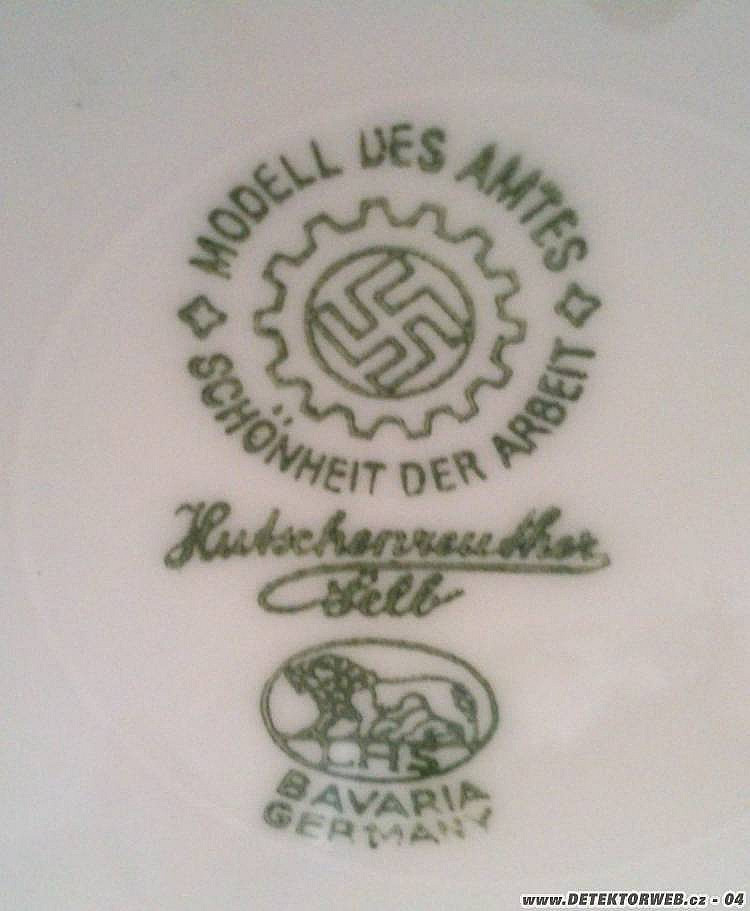 MODELL DES AMTES
SCHÖNHEIT DER ARBEIT
Hutschenreuther
Selb
CHS
BAVARIA
GERMANY
www.DETEKTORWEB.cz - 04